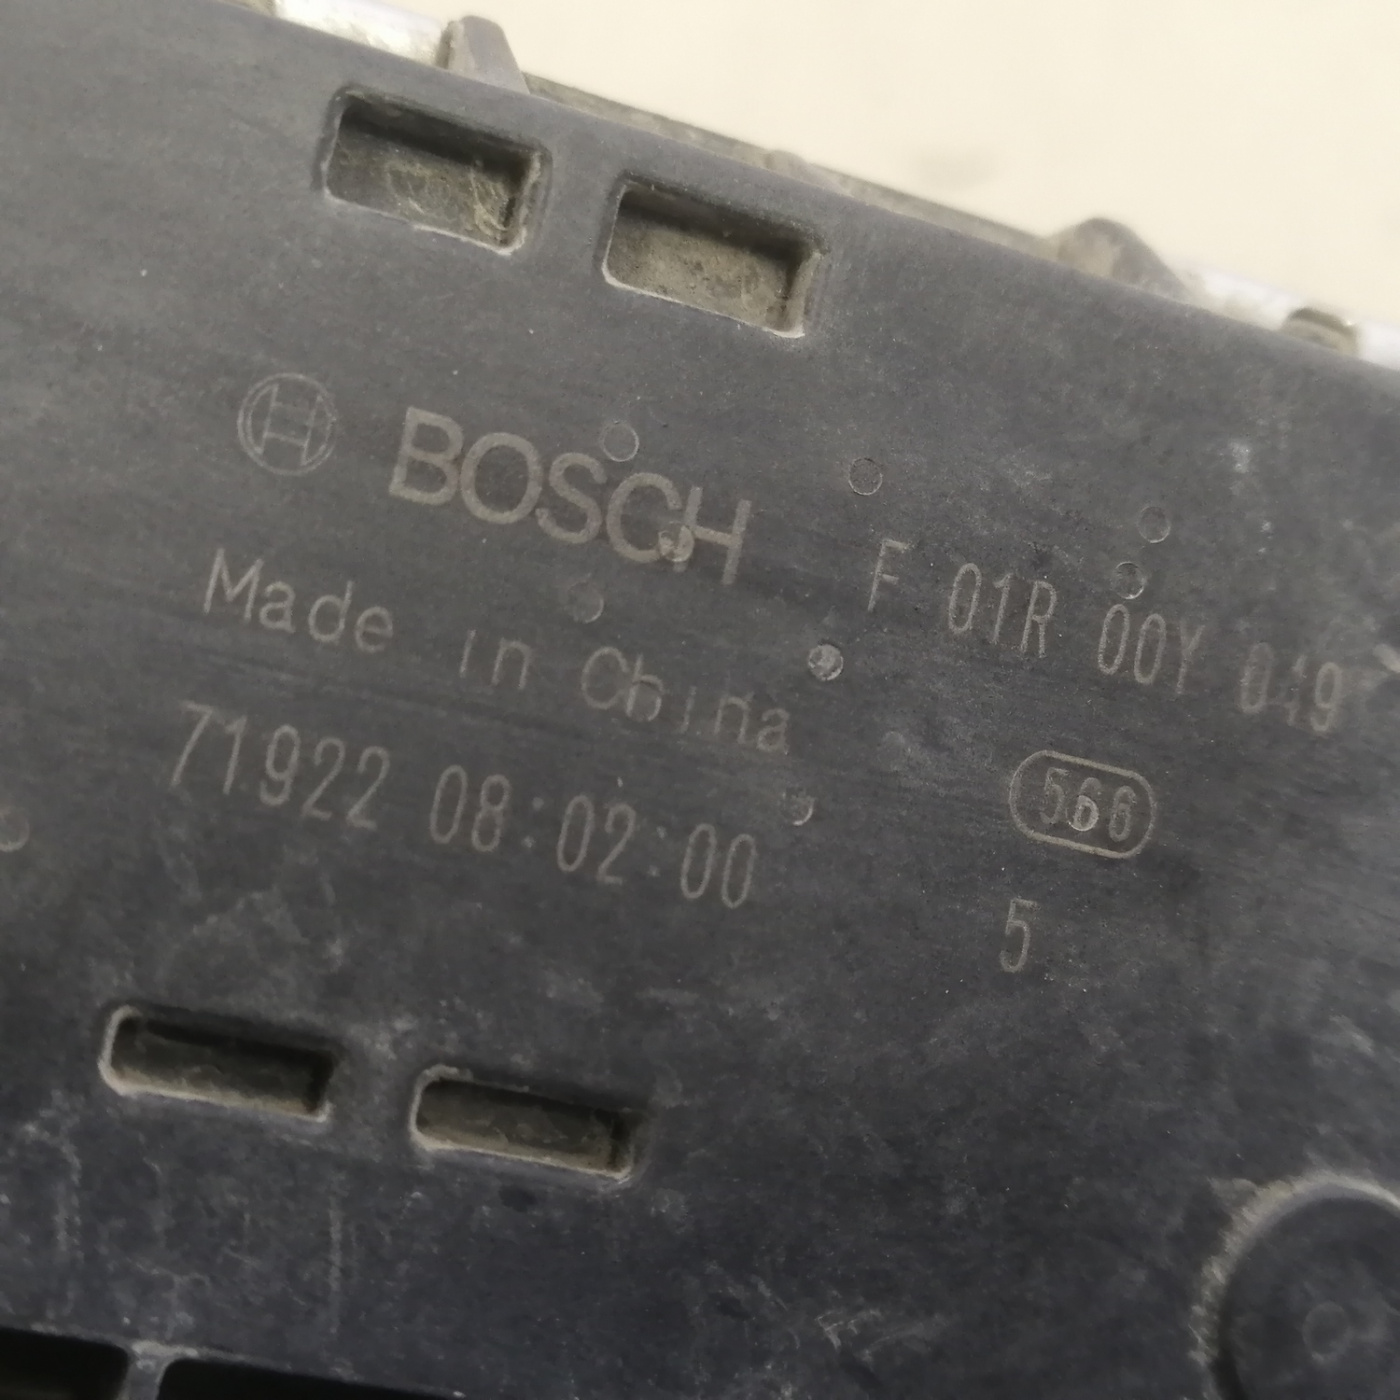 BOSCH
F 01R 00Y 049
Made in China
71922 08:02:00
566
5